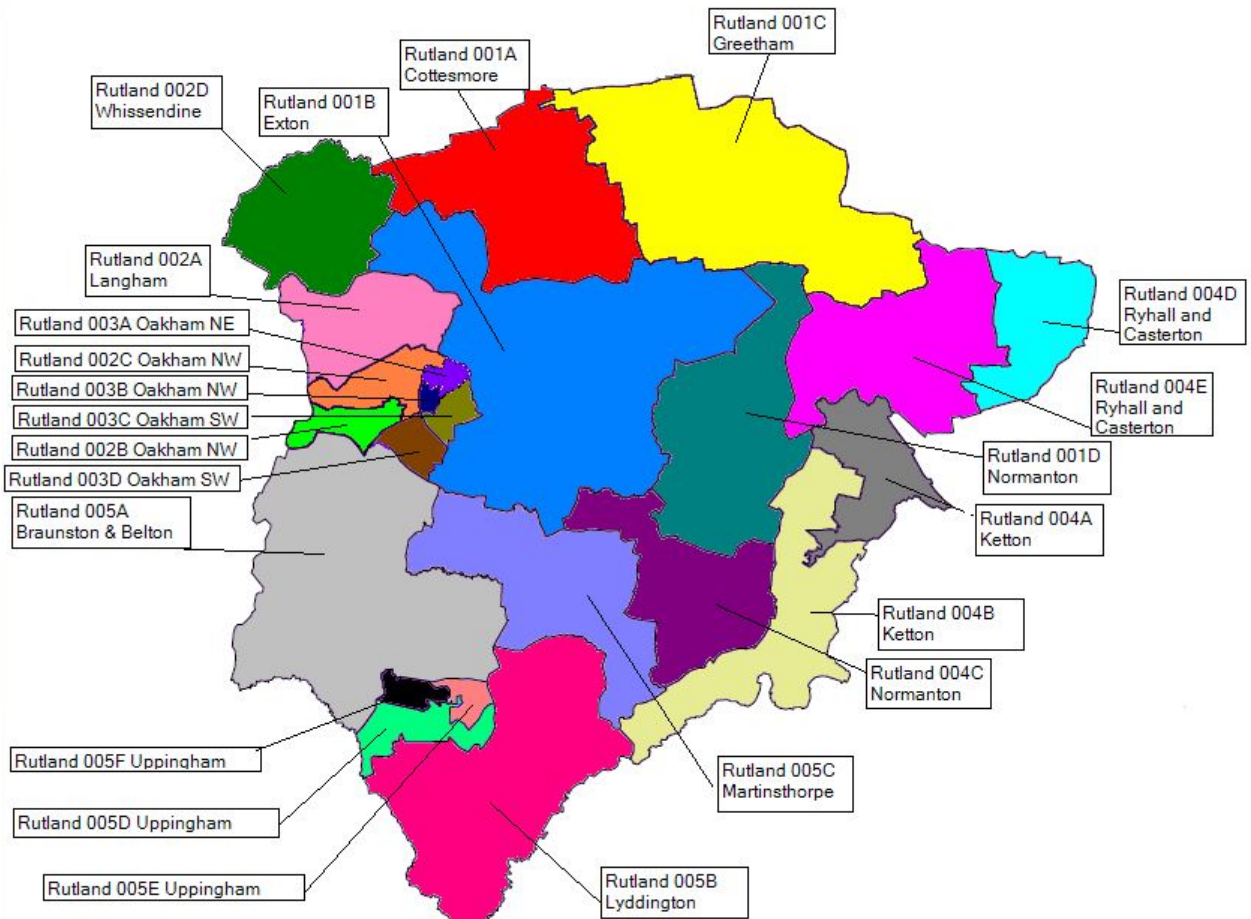 Rutland 001C
Greetham
Rutland 001A
Cottesmore
Rutland 002D
Whissendine
Rutland 001B
Exton
Rutland 002A
Langham
Rutland 003A Oakham NE
Rutland 002C Oakham NW
Rutland 003B Oakham NW
Rutland 003C Oakham SW
Rutland 002B Oakham NW
Rutland 003D Oakham SW
Rutland 005A
Braunston & Belton
Rutland 004D
Ryhall and
Casterton
Rutland 004E
Ryhall and
Casterton
Rutland 001D
Normanton
Rutland 004A
Ketton
Rutland 004B
Ketton
Rutland 004C
Normanton
Rutland 005C
Martinsthorpe
Rutland 005F Uppingham
Rutland 005D Uppingham
Rutland 005E Uppingham
Rutland 005B
Lyddington